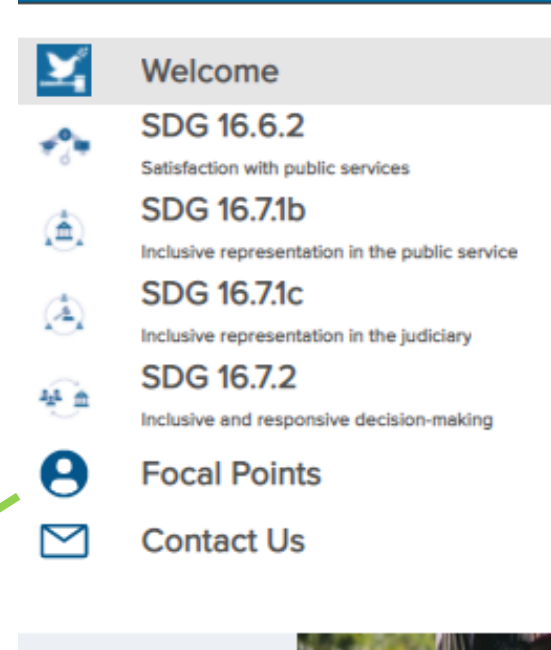 Welcome
SDG 16.6.2
Satisfaction with public services
SDG 16.7.1b
Inclusive representation in the public service
SDG 16.7.1c
Inclusive representation in the judiciary
SDG 16.7.2
Inclusive and responsive decision-making
Focal Points
Contact Us